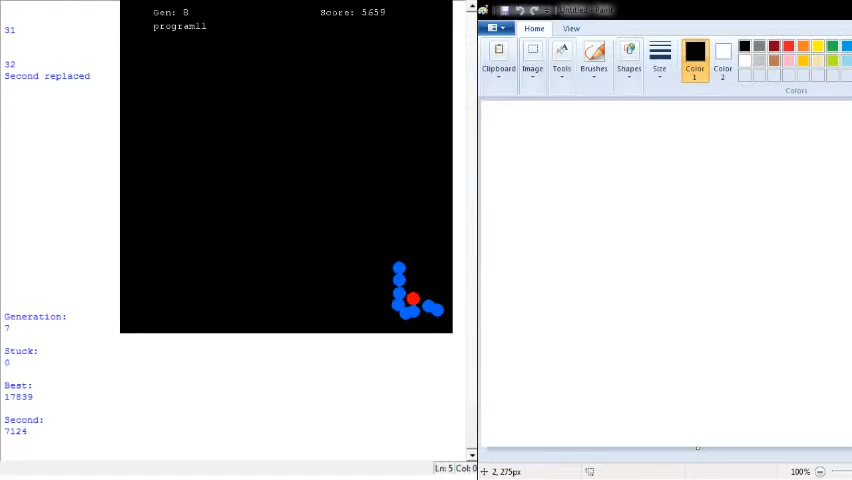 31
32
Second replaced
Generation:
7
Stuck:
0
Best:
17839
Second:
7124
Gen: 8
Score: 5659
program11
Ln: 5 Col: 0
Untitled - Paint
Home
View
Clipboard
Image
Tools
Brushes
Shapes
Size
Color 1
Color 2
Colors
2, 275px
100%